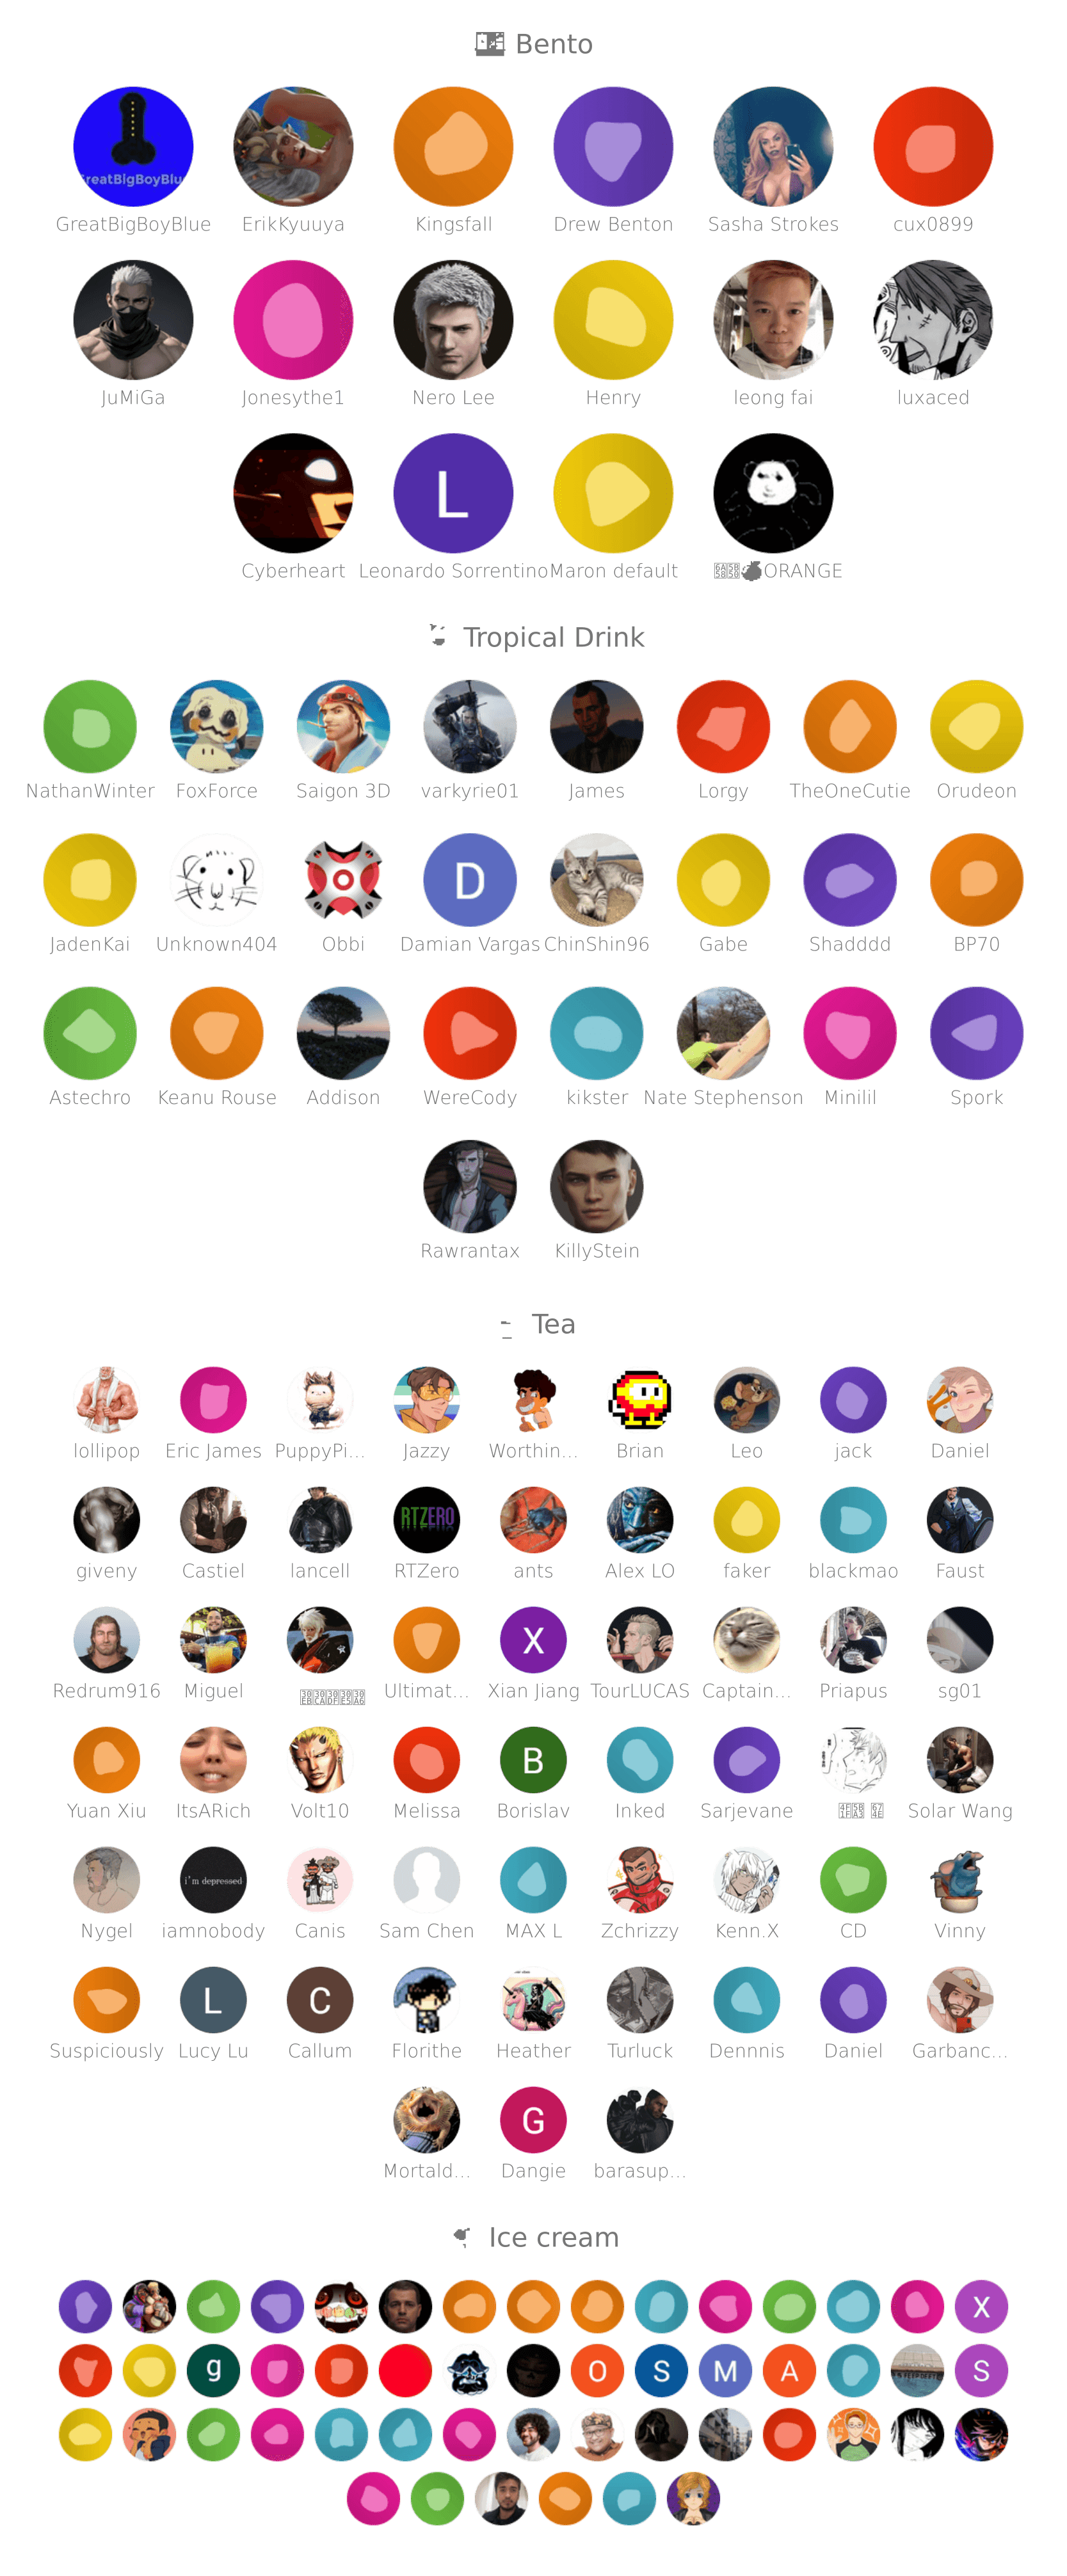 Bento
GreatBigBoyBlue
GreatBigBoyBlue ErikKyuuya Kingsfall Drew Benton Sasha Strokes cux0899
JuMiGa Jonesythe1 Nero Lee Henry leong fai luxaced
L
Cyberheart Leonardo Sorrentino Maron default ORANGE
Tropical Drink
NathanWinter FoxForce Saigon 3D varkyrie01 James Lorgy TheOneCutie Orudeon
D
JadenKai Unknown404 Obbi Damian Vargas ChinShin96 Gabe Shadddd BP70
Astechro Keanu Rouse Addison WereCody kikster Nate Stephenson Minilil Spork
Rawrantax KillyStein
Tea
lollipop Eric James PuppyPi... Jazzy Worthin... Brian Leo jack Daniel
RTZERO
giveny Castiel lancell RTZero ants Alex LO faker blackmao Faust
X
Redrum916 Miguel Ultimat... Xian Jiang TourLUCAS Captain... Priapus sg01
B
Yuan Xiu ItsARich Volt10 Melissa Borislav Inked Sarjevane Solar Wang
i'm depressed
Nygel iamnobody Canis Sam Chen MAX L Zchrizzy Kenn.X CD Vinny
L C
Suspiciously Lucy Lu Callum Florithe Heather Turluck Dennnis Daniel Garbanc...
G
Mortald... Dangie barasup...
Ice cream
X
g O S M A S